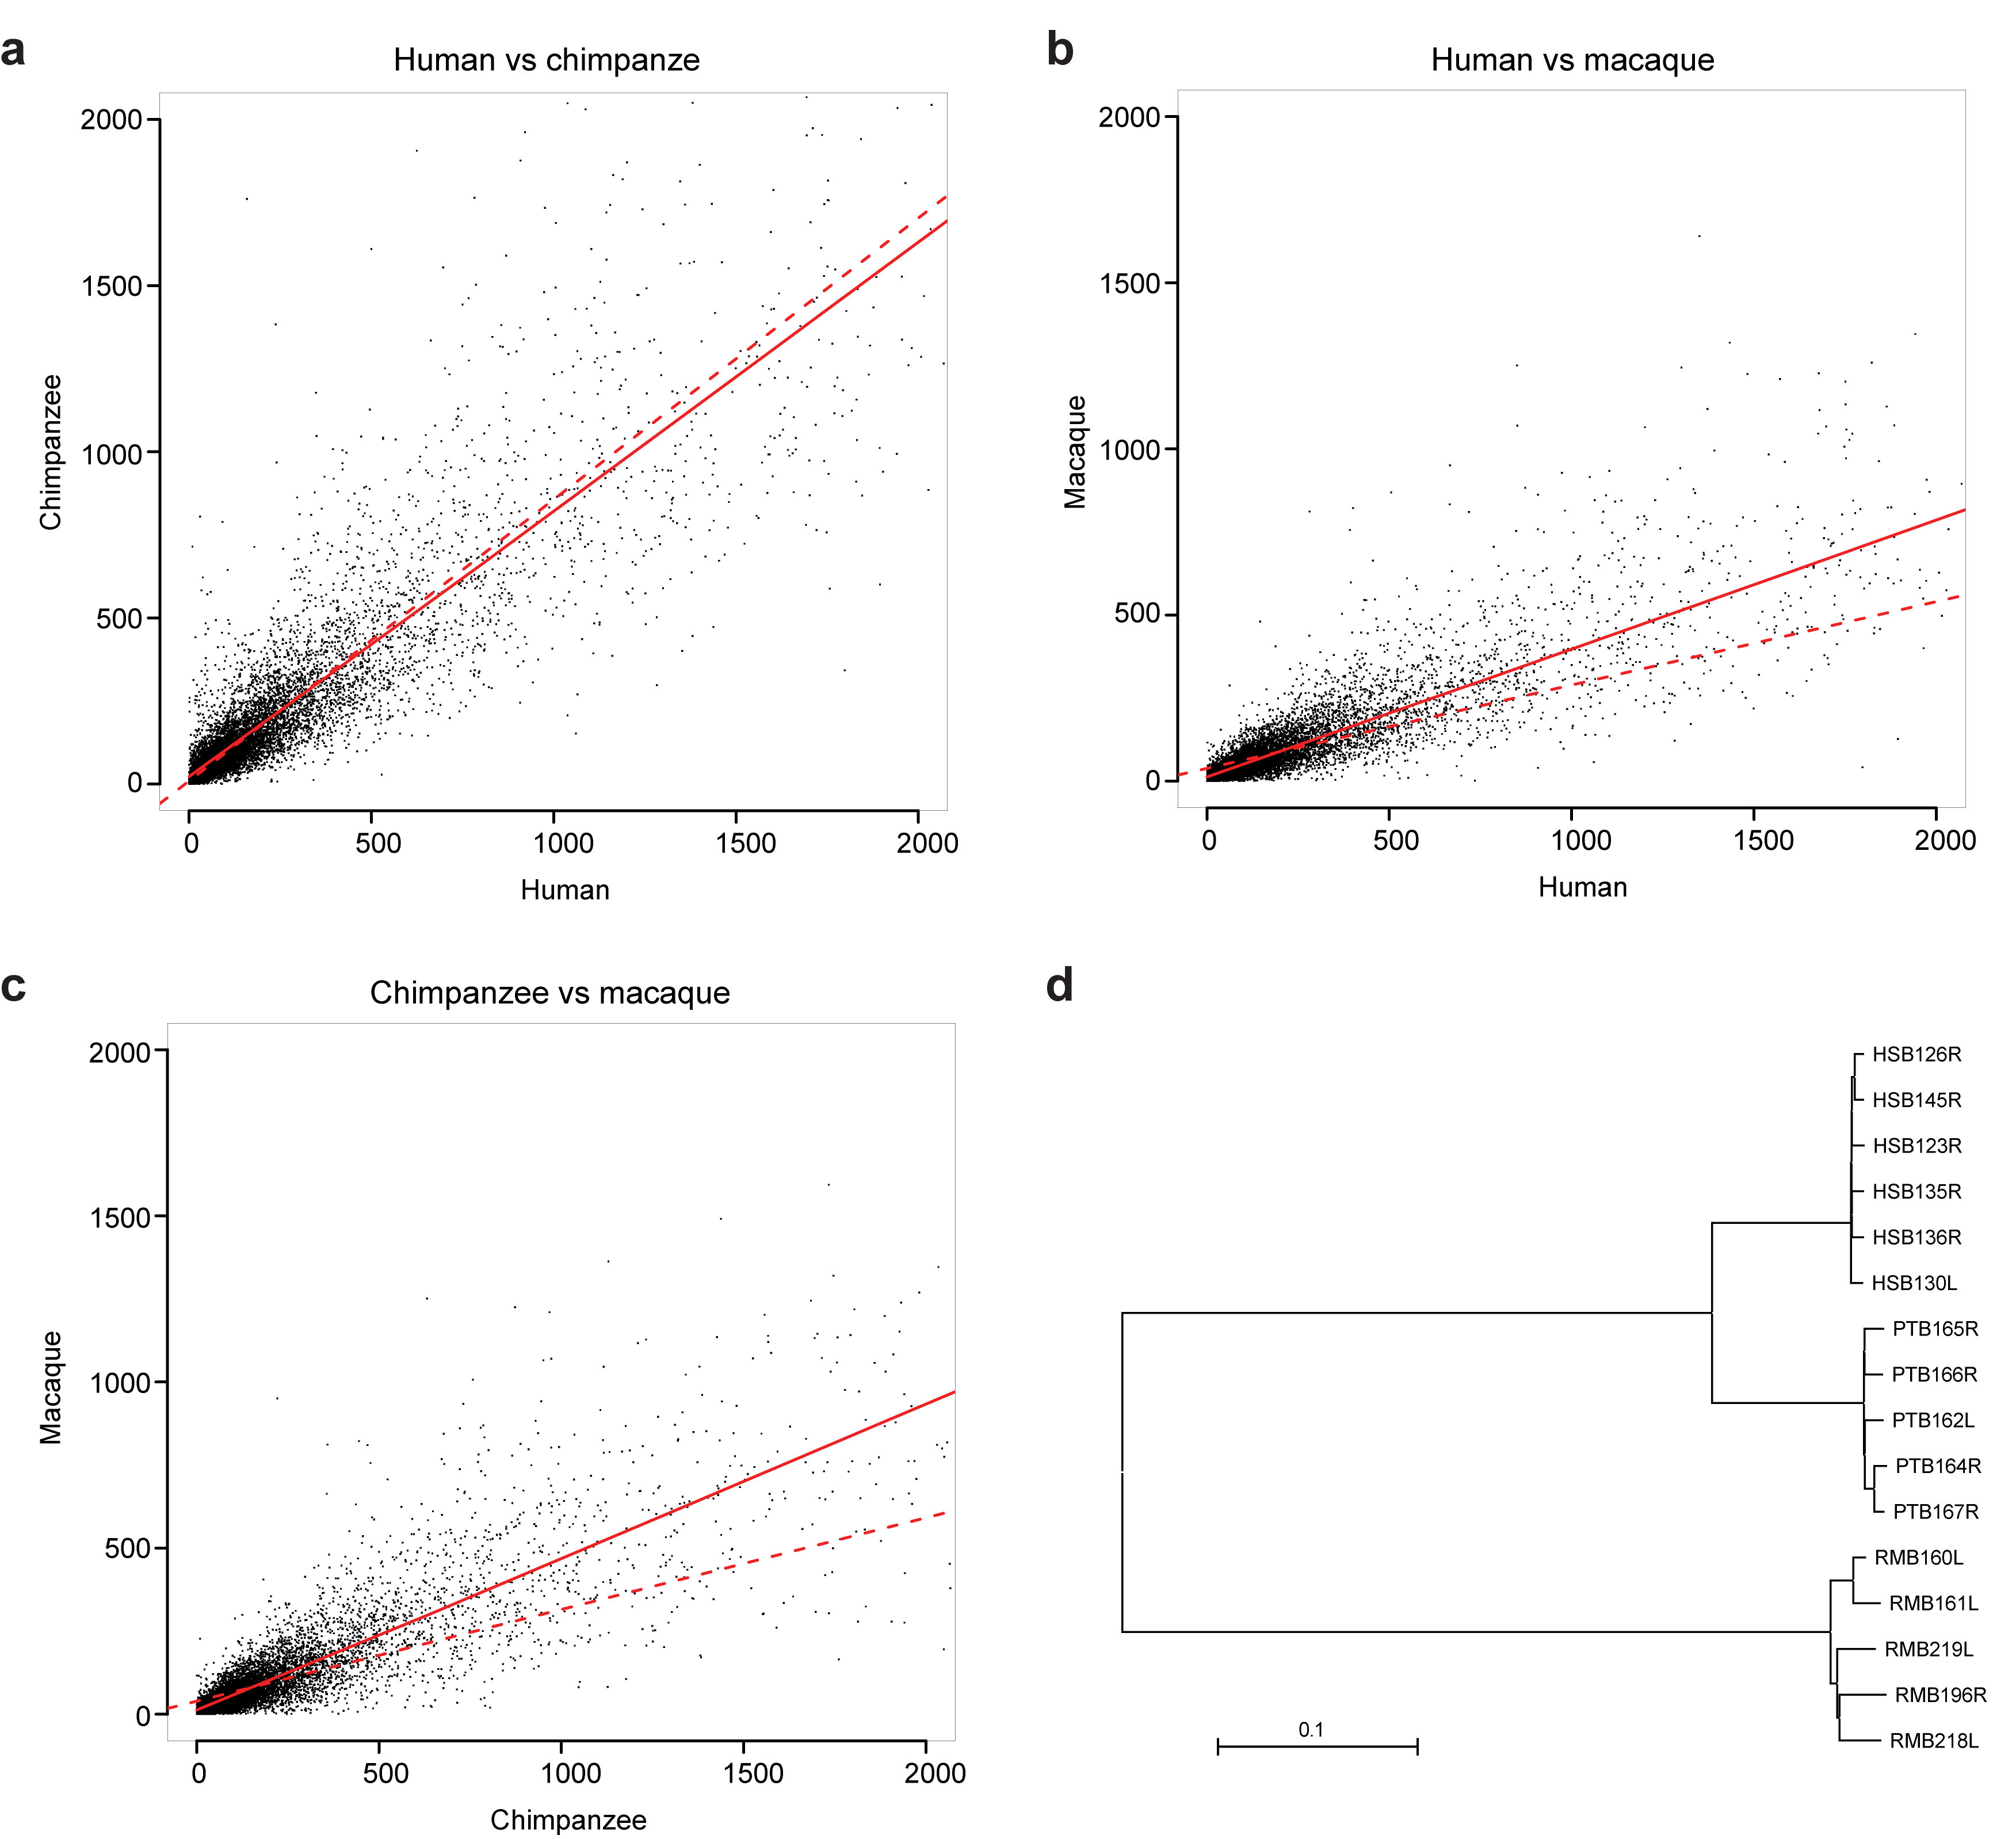 a
Human vs chimpanze
2000
1500
1000
500
0
Chimpanzee
0 500 1000 1500 2000
Human
b
Human vs macaque
2000
1500
1000
500
0
Macaque
0 500 1000 1500 2000
Human
c
Chimpanzee vs macaque
2000
1500
1000
500
0
Macaque
0 500 1000 1500 2000
Chimpanzee
d
HSB126R
HSB145R
HSB123R
HSB135R
HSB136R
HSB130L
PTB165R
PTB166R
PTB162L
PTB164R
PTB167R
RMB160L
RMB161L
RMB219L
RMB196R
RMB218L
0.1